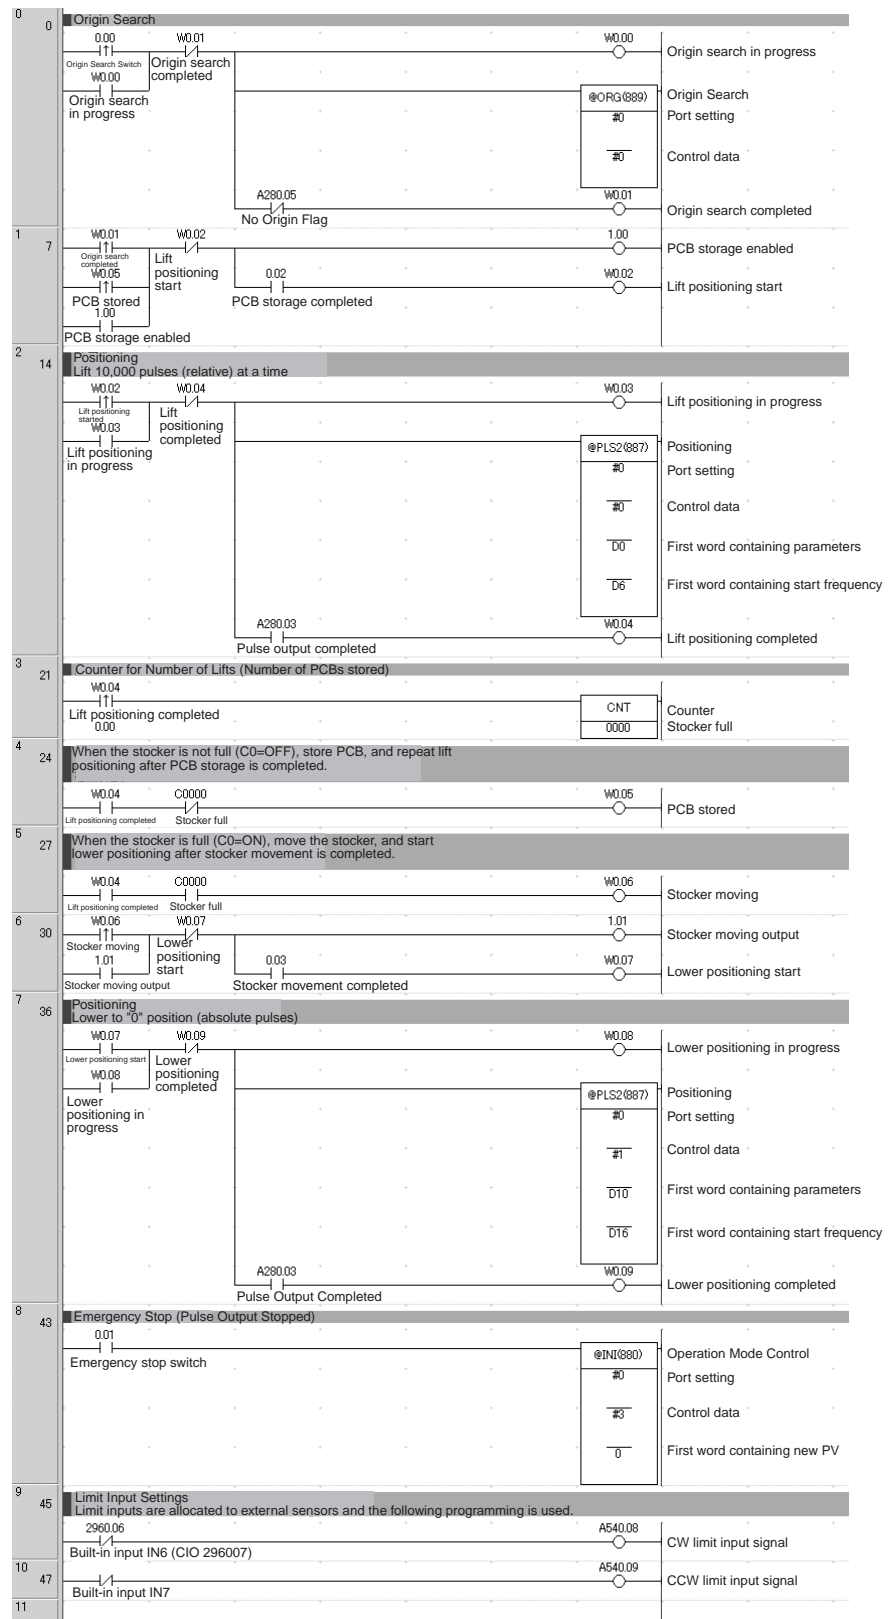 0
0
Origin Search
0.00
W0.01
W0.00
Origin search in progress
Origin Search Switch
Origin search
completed
W0.00
Origin search
in progress
@ORG(889)
Origin Search
#0
Port setting
#0
Control data
A280.05
W0.01
No Origin Flag
Origin search completed
1
7
W0.01
W0.02
1.00
PCB storage enabled
Origin search
completed
Lift
positioning
start
W0.05
0.02
W0.02
PCB stored
PCB storage completed
Lift positioning start
1.00
PCB storage enabled
2
14
Positioning
Lift 10,000 pulses (relative) at a time
W0.02
W0.04
W0.03
Lift positioning in progress
Lift positioning
started
Lift
positioning
completed
W0.03
Lift positioning
in progress
@PLS2(887)
Positioning
#0
Port setting
#0
Control data
D0
First word containing parameters
D6
First word containing start frequency
A280.03
W0.04
Pulse output completed
Lift positioning completed
3
21
Counter for Number of Lifts (Number of PCBs stored)
W0.04
Lift positioning completed
CNT
Counter
0.00
0000
Stocker full
4
24
When the stocker is not full (C0=OFF), store PCB, and repeat lift
positioning after PCB storage is completed.
W0.04
C0000
W0.05
PCB stored
Lift positioning completed
Stocker full
5
27
When the stocker is full (C0=ON), move the stocker, and start
lower positioning after stocker movement is completed.
W0.04
C0000
W0.06
Stocker moving
Lift positioning completed
Stocker full
6
30
W0.06
W0.07
1.01
Stocker moving output
Stocker moving
Lower
positioning
start
1.01
0.03
W0.07
Lower positioning start
Stocker moving output
Stocker movement completed
7
36
Positioning
Lower to "0" position (absolute pulses)
W0.07
W0.09
W0.08
Lower positioning in progress
Lower positioning start
Lower
positioning
completed
W0.08
Lower
positioning in
progress
@PLS2(887)
Positioning
#0
Port setting
#1
Control data
D10
First word containing parameters
D16
First word containing start frequency
A280.03
W0.09
Pulse Output Completed
Lower positioning completed
8
43
Emergency Stop (Pulse Output Stopped)
0.01
Emergency stop switch
@INI(880)
Operation Mode Control
#0
Port setting
#3
Control data
0
First word containing new PV
9
45
Limit Input Settings
Limit inputs are allocated to external sensors and the following programming is used.
2960.06
A540.08
CW limit input signal
Built-in input IN6 (CIO 296007)
10
47
A540.09
CCW limit input signal
Built-in input IN7
11